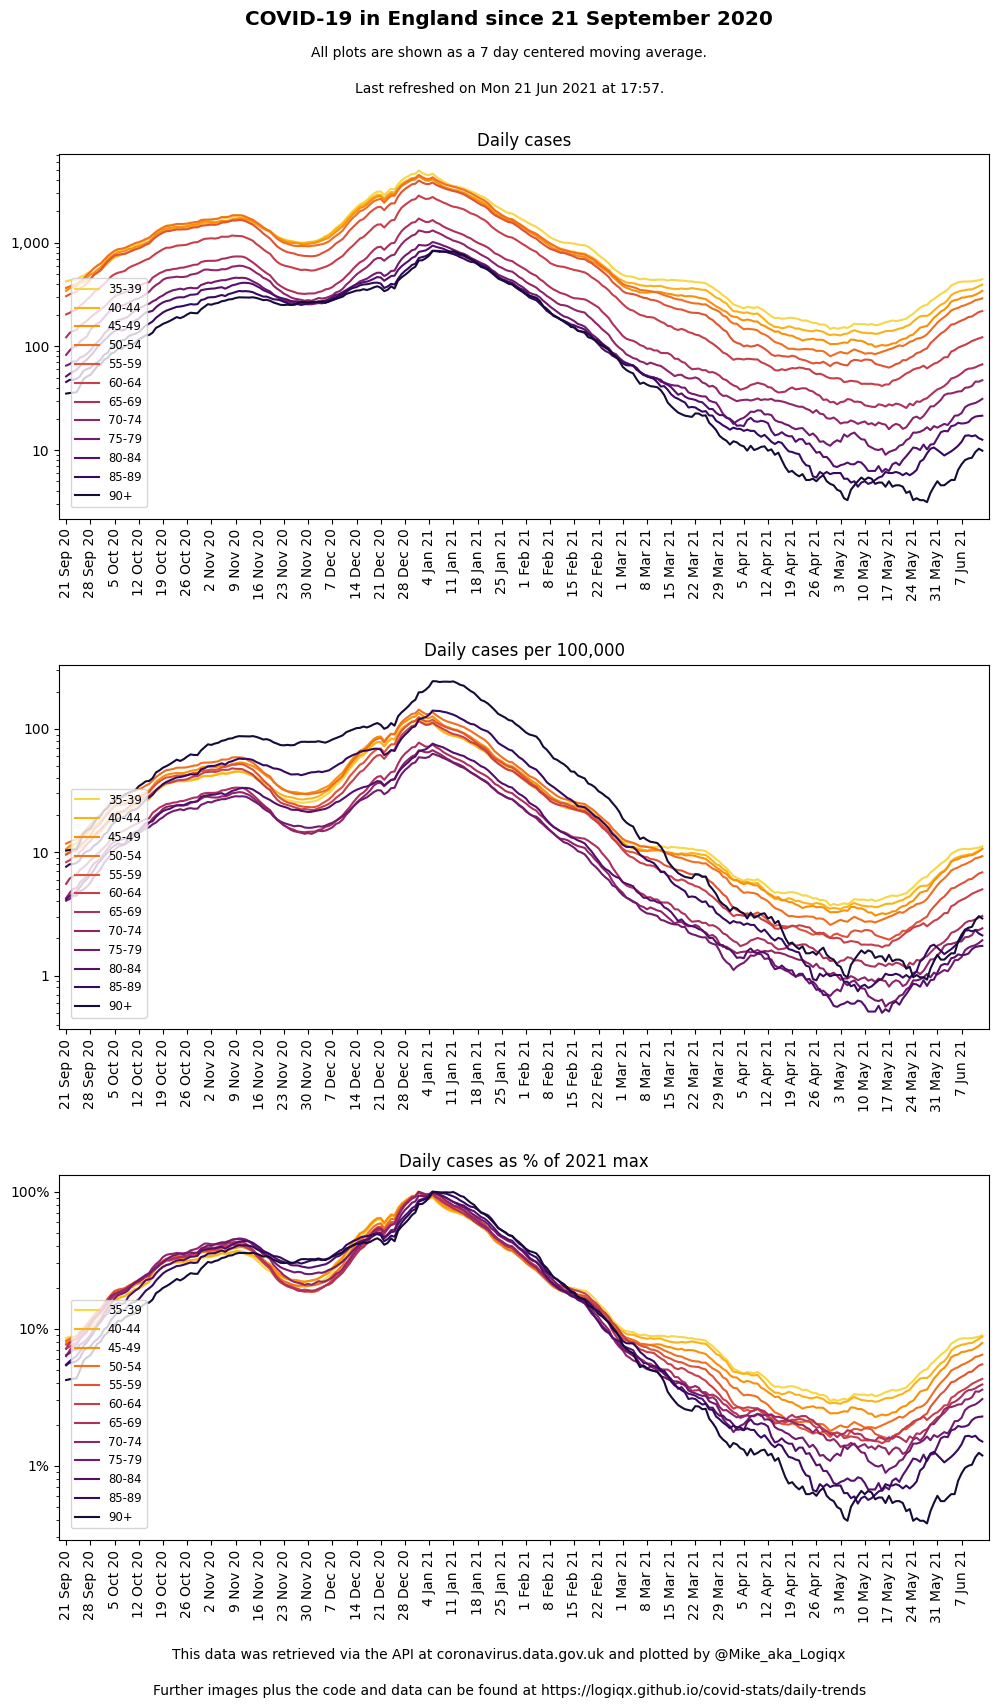 COVID-19 in England since 21 September 2020
All plots are shown as a 7 day centered moving average.
Last refreshed on Mon 21 Jun 2021 at 17:57.
Daily cases
1,000
100
10
35-39
40-44
45-49
50-54
55-59
60-64
65-69
70-74
75-79
80-84
85-89
90+
21 Sep 20
28 Sep 20
5 Oct 20
12 Oct 20
19 Oct 20
26 Oct 20
2 Nov 20
9 Nov 20
16 Nov 20
23 Nov 20
30 Nov 20
7 Dec 20
14 Dec 20
21 Dec 20
28 Dec 20
4 Jan 21
11 Jan 21
18 Jan 21
25 Jan 21
1 Feb 21
8 Feb 21
15 Feb 21
22 Feb 21
1 Mar 21
8 Mar 21
15 Mar 21
22 Mar 21
29 Mar 21
5 Apr 21
12 Apr 21
19 Apr 21
26 Apr 21
3 May 21
10 May 21
17 May 21
24 May 21
31 May 21
7 Jun 21
Daily cases per 100,000
100
10
1
35-39
40-44
45-49
50-54
55-59
60-64
65-69
70-74
75-79
80-84
85-89
90+
21 Sep 20
28 Sep 20
5 Oct 20
12 Oct 20
19 Oct 20
26 Oct 20
2 Nov 20
9 Nov 20
16 Nov 20
23 Nov 20
30 Nov 20
7 Dec 20
14 Dec 20
21 Dec 20
28 Dec 20
4 Jan 21
11 Jan 21
18 Jan 21
25 Jan 21
1 Feb 21
8 Feb 21
15 Feb 21
22 Feb 21
1 Mar 21
8 Mar 21
15 Mar 21
22 Mar 21
29 Mar 21
5 Apr 21
12 Apr 21
19 Apr 21
26 Apr 21
3 May 21
10 May 21
17 May 21
24 May 21
31 May 21
7 Jun 21
Daily cases as % of 2021 max
100%
10%
1%
35-39
40-44
45-49
50-54
55-59
60-64
65-69
70-74
75-79
80-84
85-89
90+
21 Sep 20
28 Sep 20
5 Oct 20
12 Oct 20
19 Oct 20
26 Oct 20
2 Nov 20
9 Nov 20
16 Nov 20
23 Nov 20
30 Nov 20
7 Dec 20
14 Dec 20
21 Dec 20
28 Dec 20
4 Jan 21
11 Jan 21
18 Jan 21
25 Jan 21
1 Feb 21
8 Feb 21
15 Feb 21
22 Feb 21
1 Mar 21
8 Mar 21
15 Mar 21
22 Mar 21
29 Mar 21
5 Apr 21
12 Apr 21
19 Apr 21
26 Apr 21
3 May 21
10 May 21
17 May 21
24 May 21
31 May 21
7 Jun 21
This data was retrieved via the API at coronavirus.data.gov.uk and plotted by @Mike_aka_Logiqx
Further images plus the code and data can be found at https://logiqx.github.io/covid-stats/daily-trends